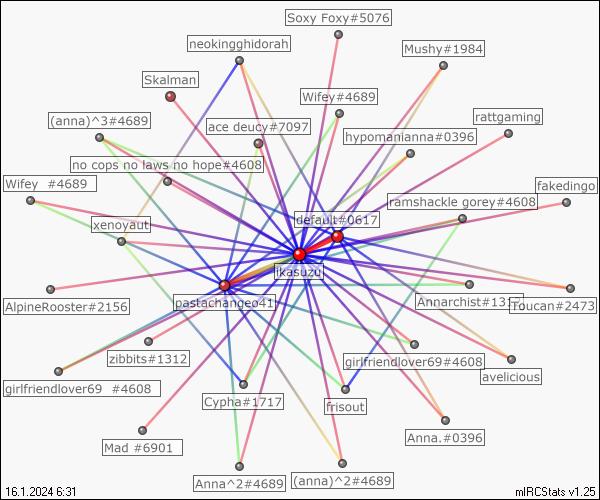 Soxy Foxy#5076
neokingghidorah
Mushy#1984
Skalman
Wifey#4689
rattgaming
(anna)^3#4689
ace deucy#7097
hypomanianna#0396
no cops no laws no hope#4608
Wifey #4689
fakedingo
ramshackle gorey#4608
default#0617
xenoyaut
ikasuzu
pastachangeo41
Annarchist#131
Toucan#2473
AlpineRooster#2156
zibbits#1312
girlfriendlover69#4608
girlfriendlover69 #4608
avelicious
Cypha#1717
frisout
Anna.#0396
Mad #6901
Anna^2#4689
(anna)^2#4689
16.1.2024 6:31
mIRCStats v1.25